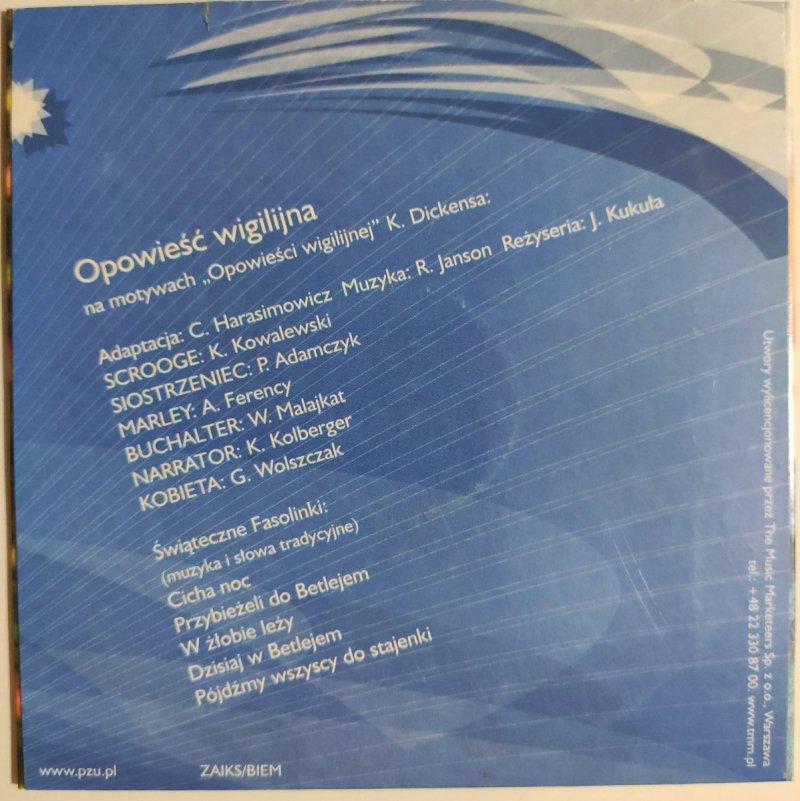 Opowieść wigilijna
na motywach „Opowieści wigilijnej” K. Dickensa:
Adaptacja: C. Harasimowicz Muzyka: R. Janson Reżyseria: J. Kukuła
SCROOGE: K. Kowalewski
SIOSTRZENIEC: P. Adamczyk
MARLEY: A. Ferency
BUCHALTER: W. Malajkat
NARRATOR: K. Kolberger
KOBIETA: G. Wolszczak
Świąteczne Fasolinki:
(muzyka i słowa tradycyjne)
Cicha noc
Przybieżeli do Betlejem
W żłobie leży
Dzisiaj w Betlejem
Pójdźmy wszyscy do stajenki
Utwory wylicencjonowane przez The Music Marketeers Sp. z o.o., Warszawa
tel.: +48 22 330 87 00, www.tmm.pl
www.pzu.pl
ZAIKS/BIEM